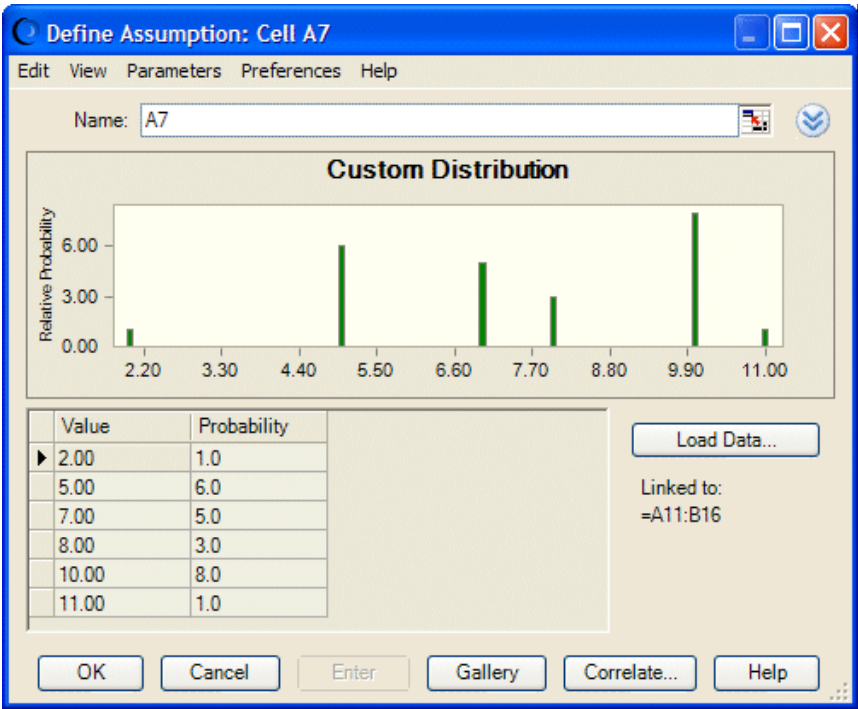 Define Assumption: Cell A7
Edit View Parameters Preferences Help
Name: A7
Custom Distribution
Relative Probability
6.00
3.00
0.00
2.20 3.30 4.40 5.50 6.60 7.70 8.80 9.90 11.00
Value Probability
2.00 1.0
5.00 6.0
7.00 5.0
8.00 3.0
10.00 8.0
11.00 1.0
Load Data...
Linked to:
=A11:B16
OK Cancel Enter Gallery Correlate... Help